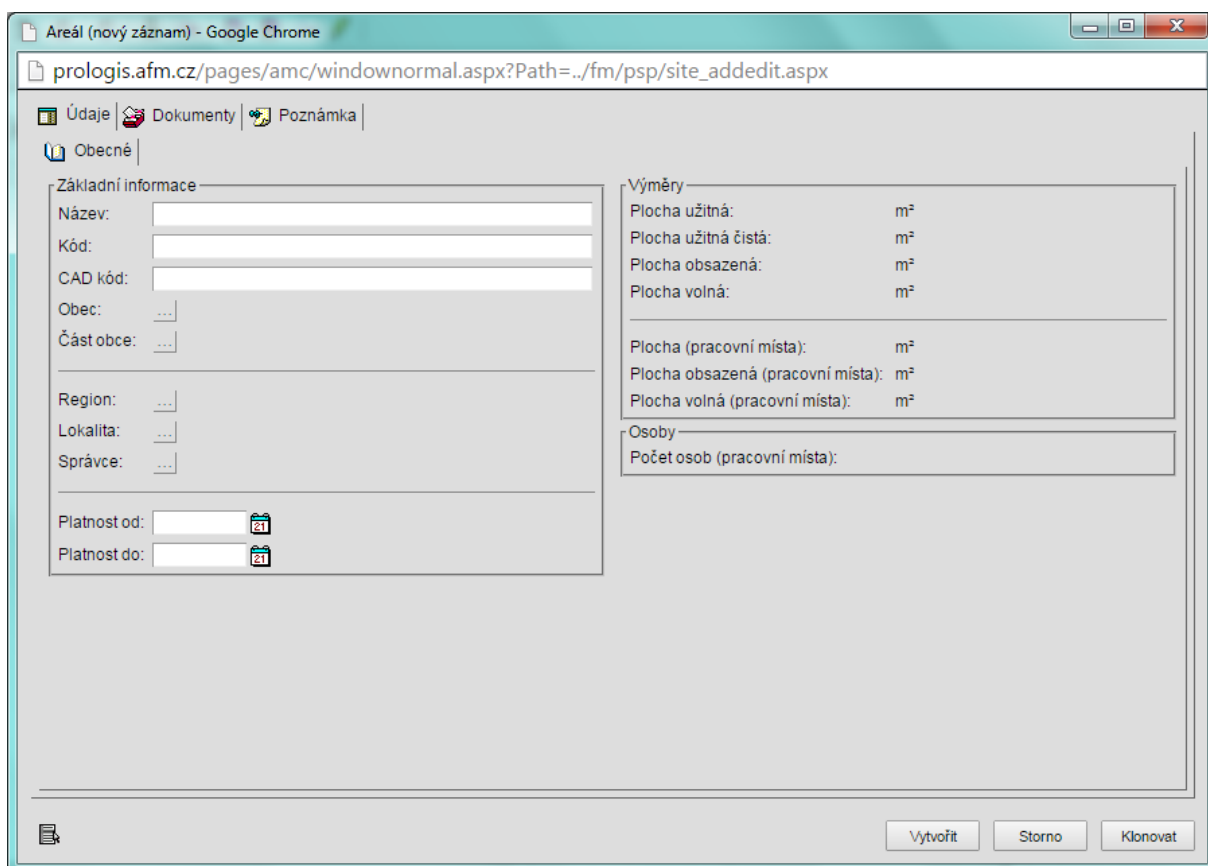 Areál (nový záznam) - Google Chrome
prologis.afm.cz/pages/amc/windownormal.aspx?Path=../fm/psp/site_addedit.aspx
Údaje Dokumenty Poznámka
Obecné
Základní informace
Název:
Kód:
CAD kód:
Obec: ...
Část obce: ...
Region: ...
Lokalita: ...
Správce: ...
Platnost od: 21
Platnost do: 21
Výměry
Plocha užitná: m²
Plocha užitná čistá: m²
Plocha obsazená: m²
Plocha volná: m²
Plocha (pracovní místa): m²
Plocha obsazená (pracovní místa): m²
Plocha volná (pracovní místa): m²
Osoby
Počet osob (pracovní místa):
Vytvořit Storno Klonovat